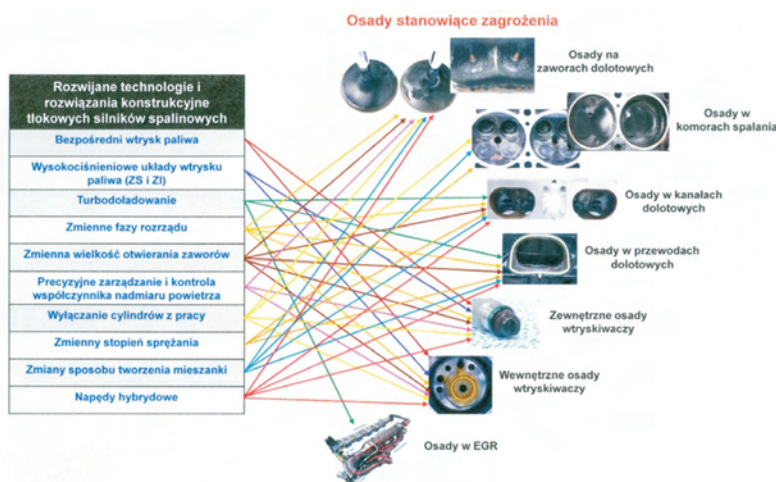 Osady stanowiące zagrożenia
Rozwijane technologie i
rozwiązania konstrukcyjne
tłokowych silników spalinowych
Bezpośredni wtrysk paliwa
Wysokociśnieniowe układy wtrysku
paliwa (ZS i ZI)
Turbodoładowanie
Zmienne fazy rozrządu
Zmienna wielkość otwierania zaworów
Precyzyjne zarządzanie i kontrola
współczynnika nadmiaru powietrza
Wyłączanie cylindrów z pracy
Zmienny stopień sprężania
Zmiany sposobu tworzenia mieszanki
Napędy hybrydowe
Osady na
zaworach dolotowych
Osady w
komorach spalania
Osady w kanałach
dolotowych
Osady w przewodach
dolotowych
Zewnętrzne osady
wtryskiwaczy
Wewnętrzne osady
wtryskiwaczy
Osady w EGR